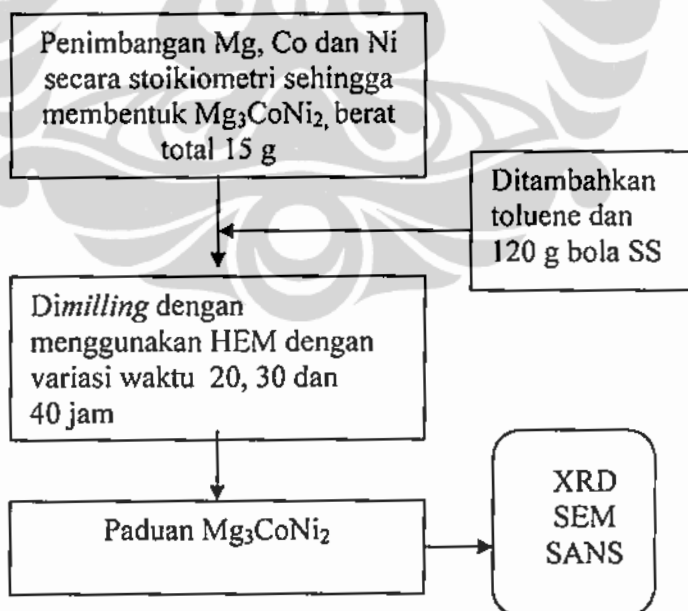 Penimbangan Mg, Co dan Ni
secara stoikiometri sehingga
membentuk Mg₃CoNi₂, berat
total 15 g
Ditambahkan
toluene dan
120 g bola SS
Dimilling dengan
menggunakan HEM dengan
variasi waktu 20, 30 dan
40 jam
Paduan Mg₃CoNi₂
XRD
SEM
SANS